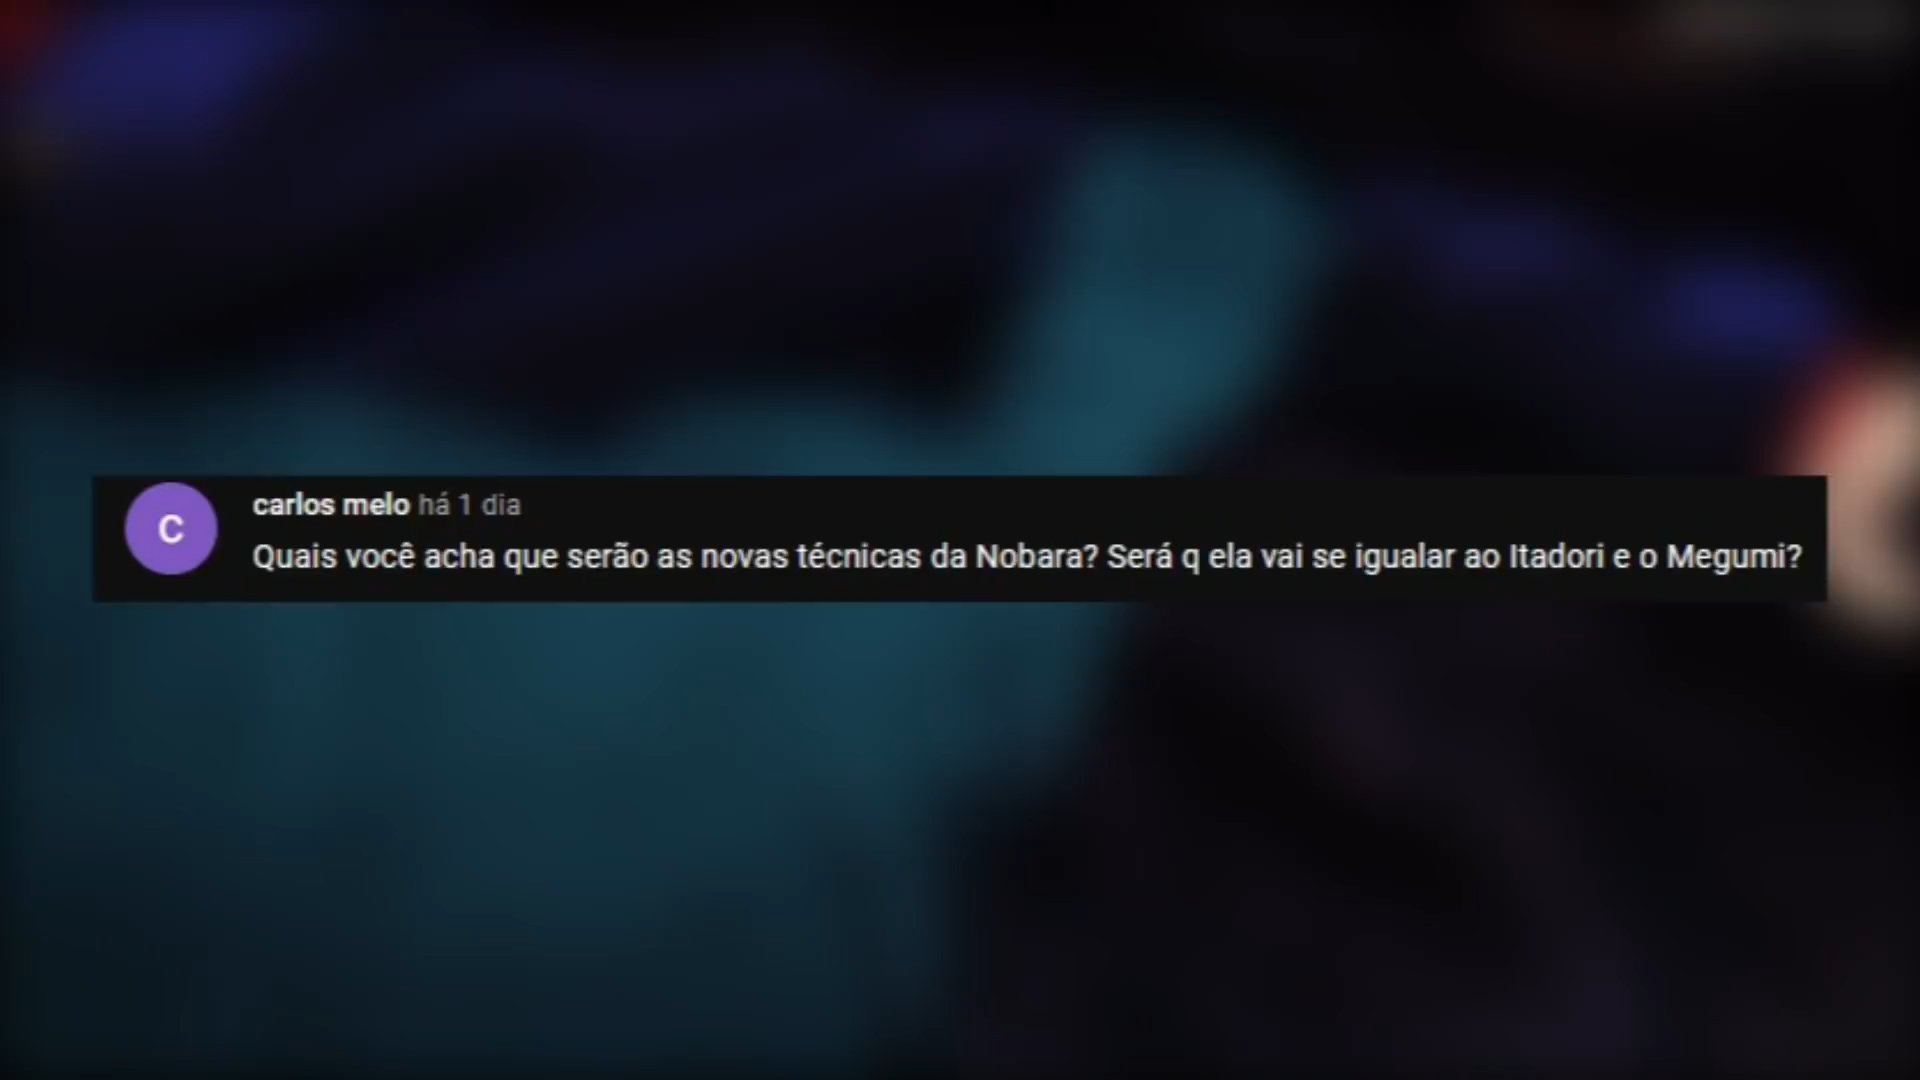 C
carlos melo há 1 dia
Quais você acha que serão as novas técnicas da Nobara? Será q ela vai se igualar ao Itadori e o Megumi?